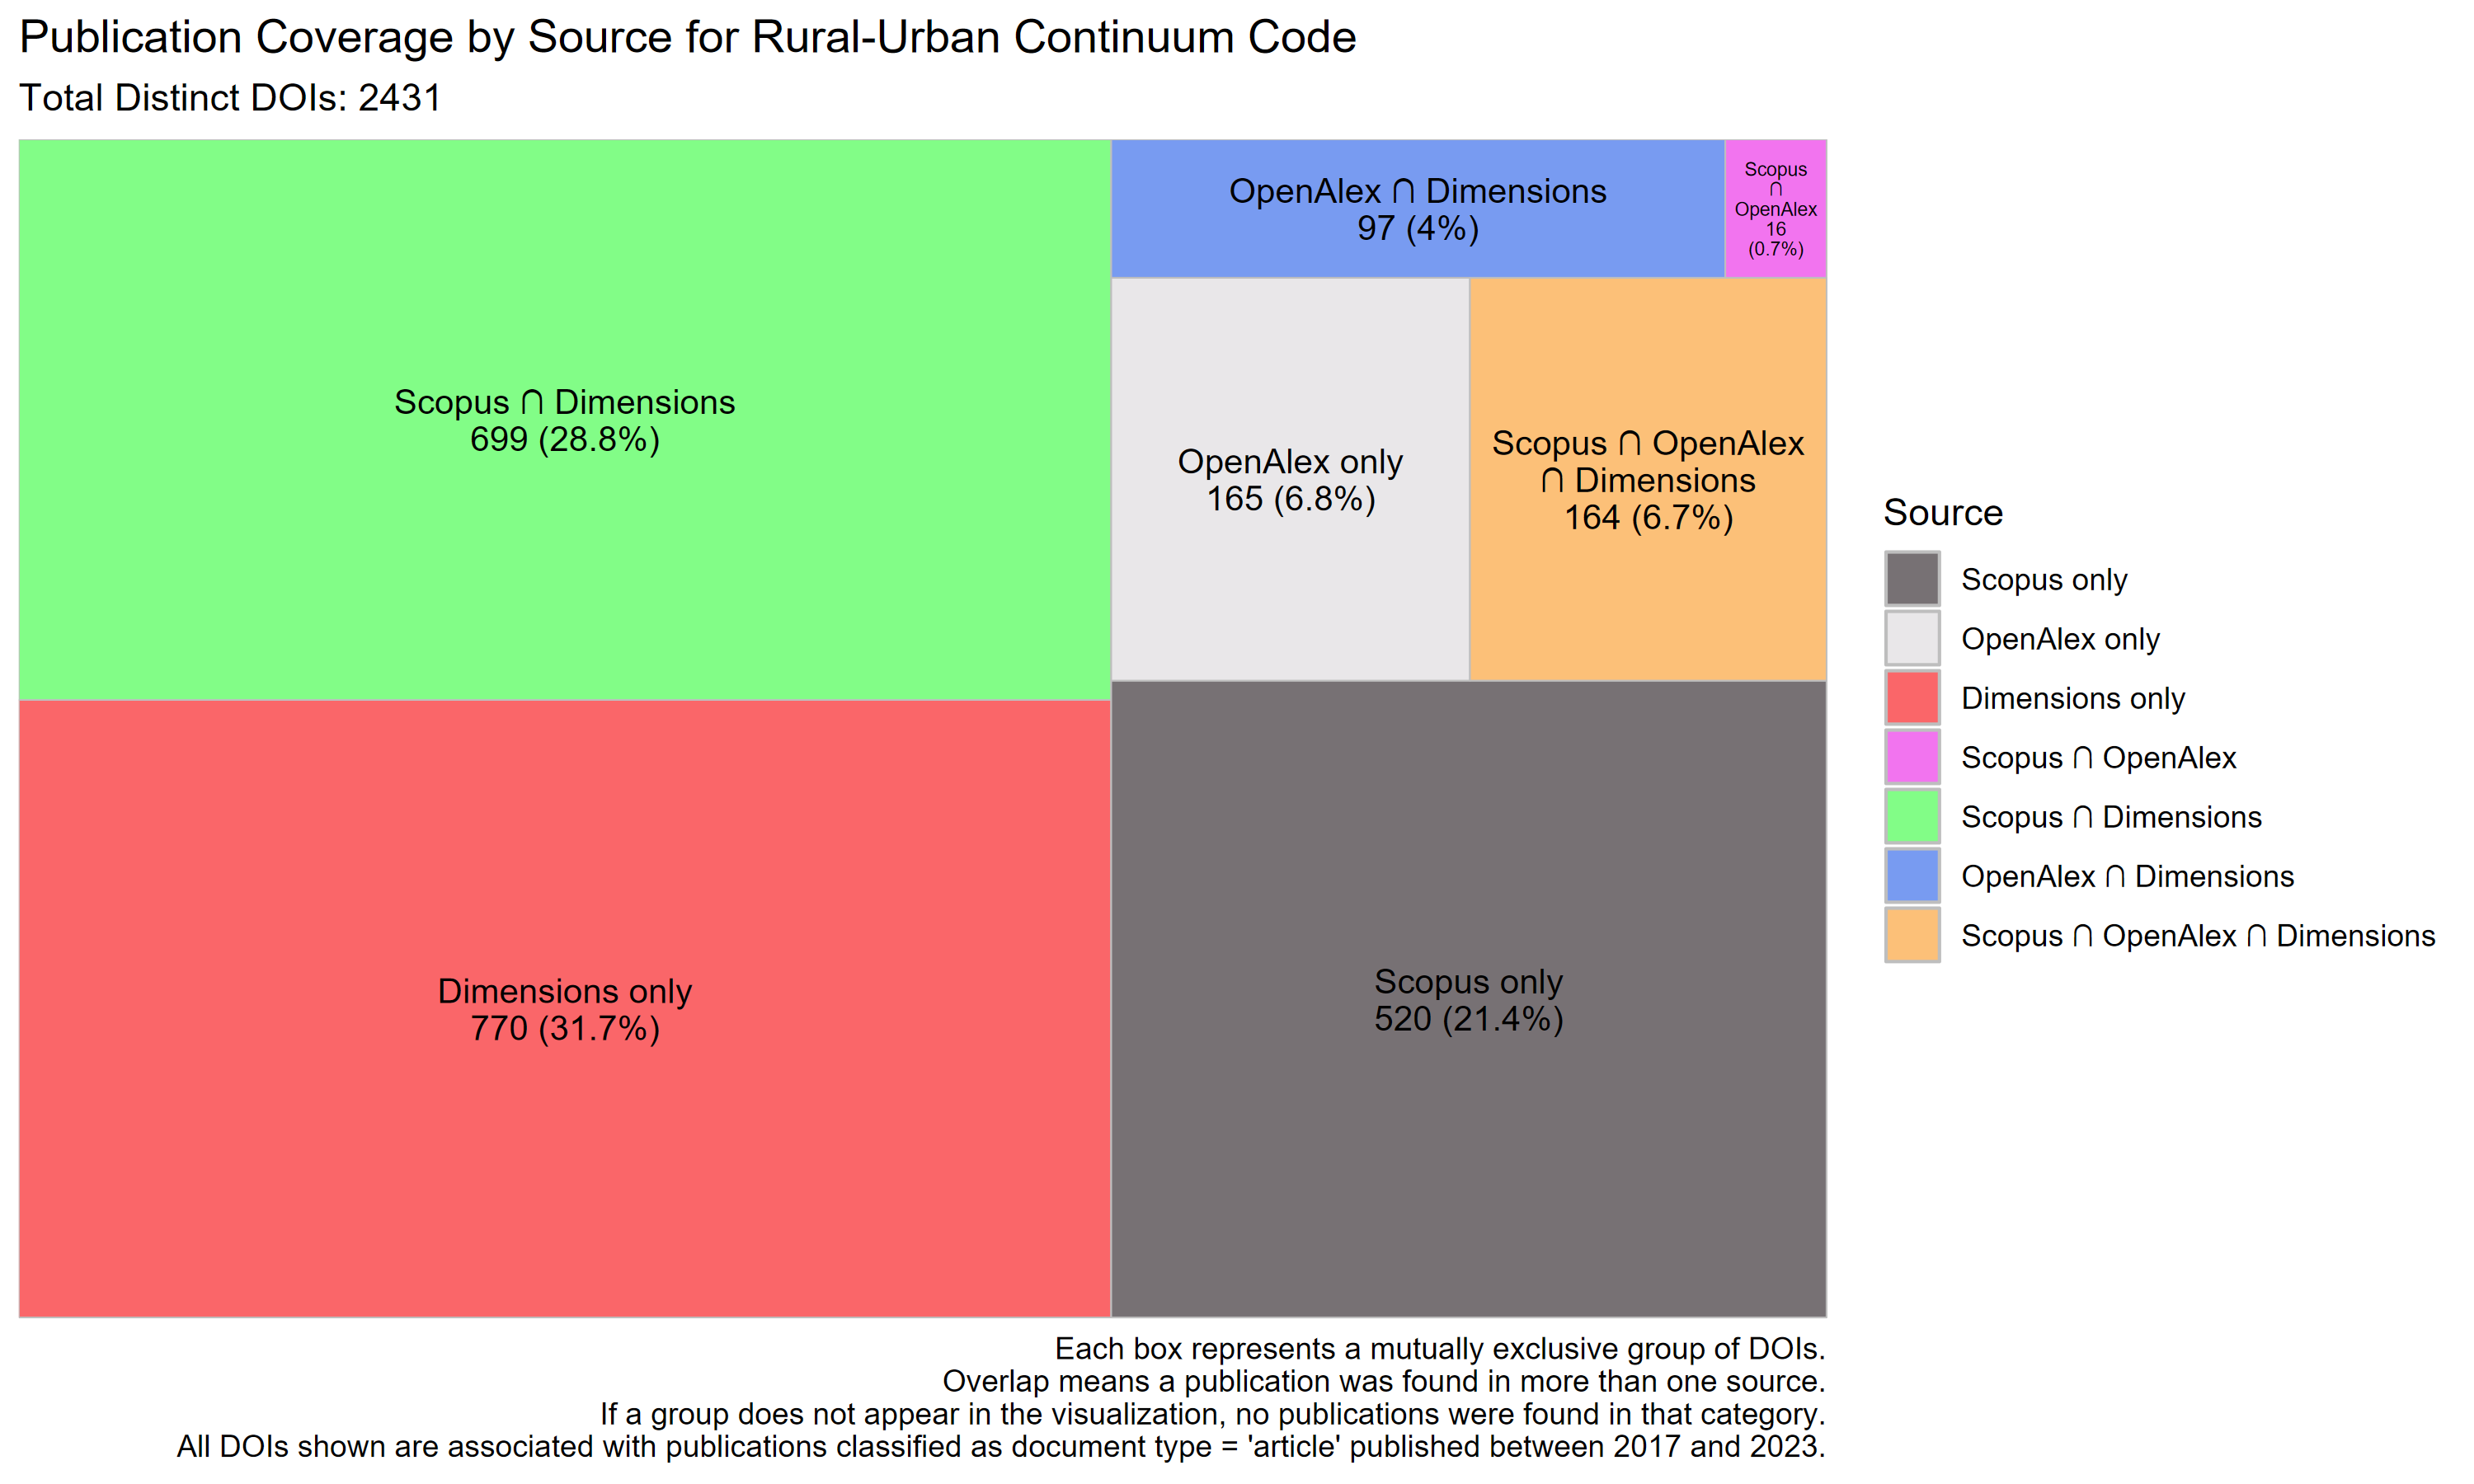 Publication Coverage by Source for Rural-Urban Continuum Code
Total Distinct DOIs: 2431
Scopus ∩ Dimensions
699 (28.8%)
OpenAlex ∩ Dimensions
97 (4%)
Scopus
∩
OpenAlex
16
(0.7%)
OpenAlex only
165 (6.8%)
Scopus ∩ OpenAlex
∩ Dimensions
164 (6.7%)
Dimensions only
770 (31.7%)
Scopus only
520 (21.4%)
Source
Scopus only
OpenAlex only
Dimensions only
Scopus ∩ OpenAlex
Scopus ∩ Dimensions
OpenAlex ∩ Dimensions
Scopus ∩ OpenAlex ∩ Dimensions
Each box represents a mutually exclusive group of DOIs.
Overlap means a publication was found in more than one source.
If a group does not appear in the visualization, no publications were found in that category.
All DOIs shown are associated with publications classified as document type = 'article' published between 2017 and 2023.